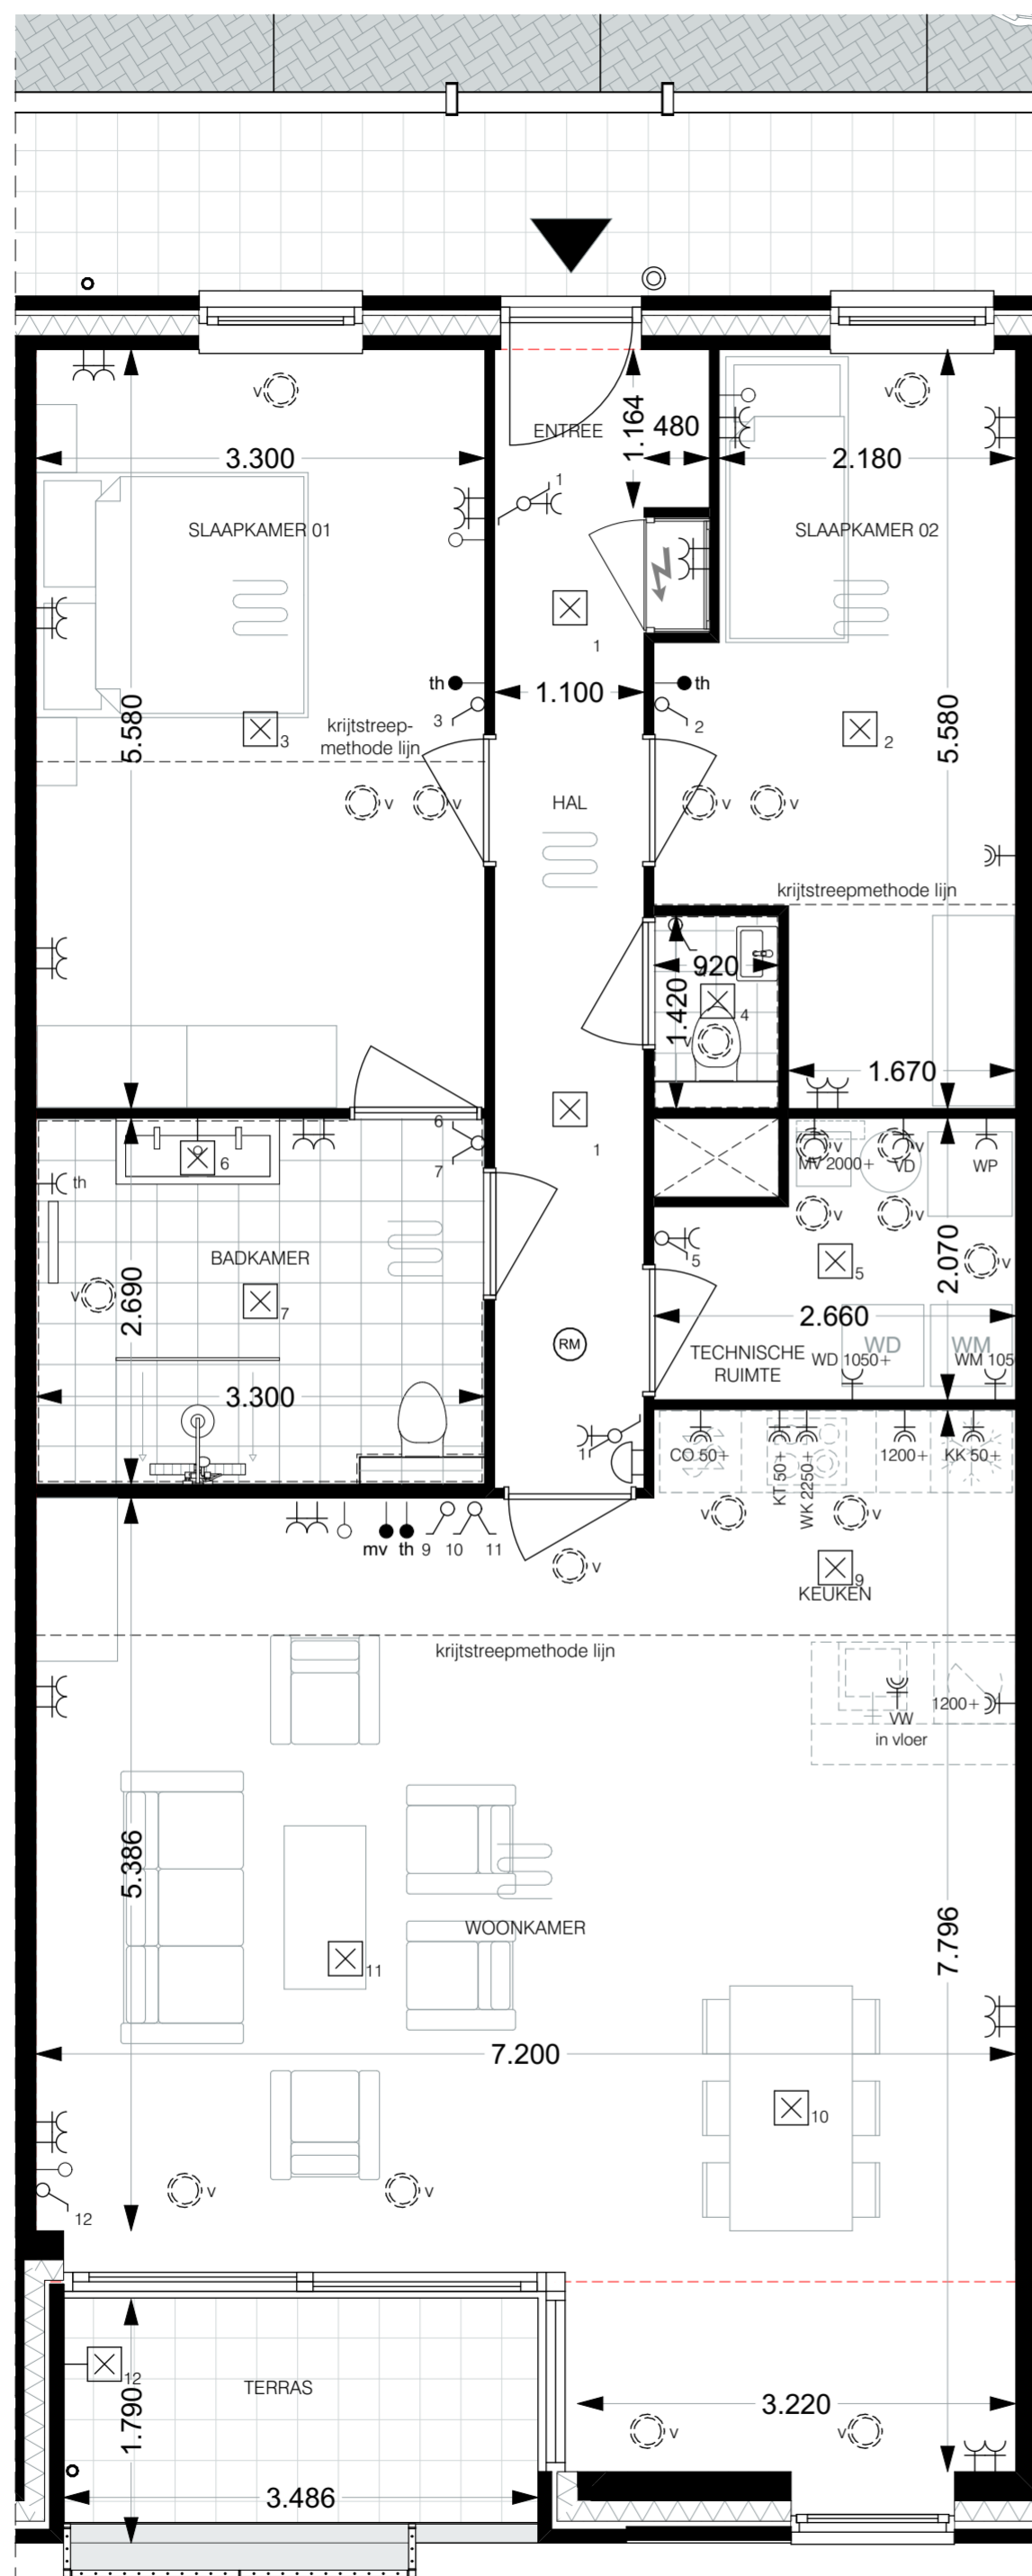 v
v
ENTREE
1.164
480
3.300
2.180
1
SLAAPKAMER 01
SLAAPKAMER 02
1
th
1.100
th
3
2
5.580
krijtstreep-
methode lijn
3
2
5.580
v
v
HAL
v
v
krijtstreepmethode lijn
920
1.420
4
v
1.670
6
7
6
1
v
v
MV 2000+
VD
WP
th
v
v
5
BADKAMER
2.690
v
7
5
2.070
v
2.660
RM
TECHNISCHE
RUIMTE
WD
WM
WD 1050+
WM 105
3.300
1
CO 50+
KT 50+
WK 2250+
1200+
KK 50+
mv
th
9
10
11
v
v
v
9
KEUKEN
krijtstreepmethode lijn
1200+
VW
in vloer
5.386
WOONKAMER
7.796
11
7.200
10
v
v
12
12
TERRAS
1.790
3.220
v
v
3.486